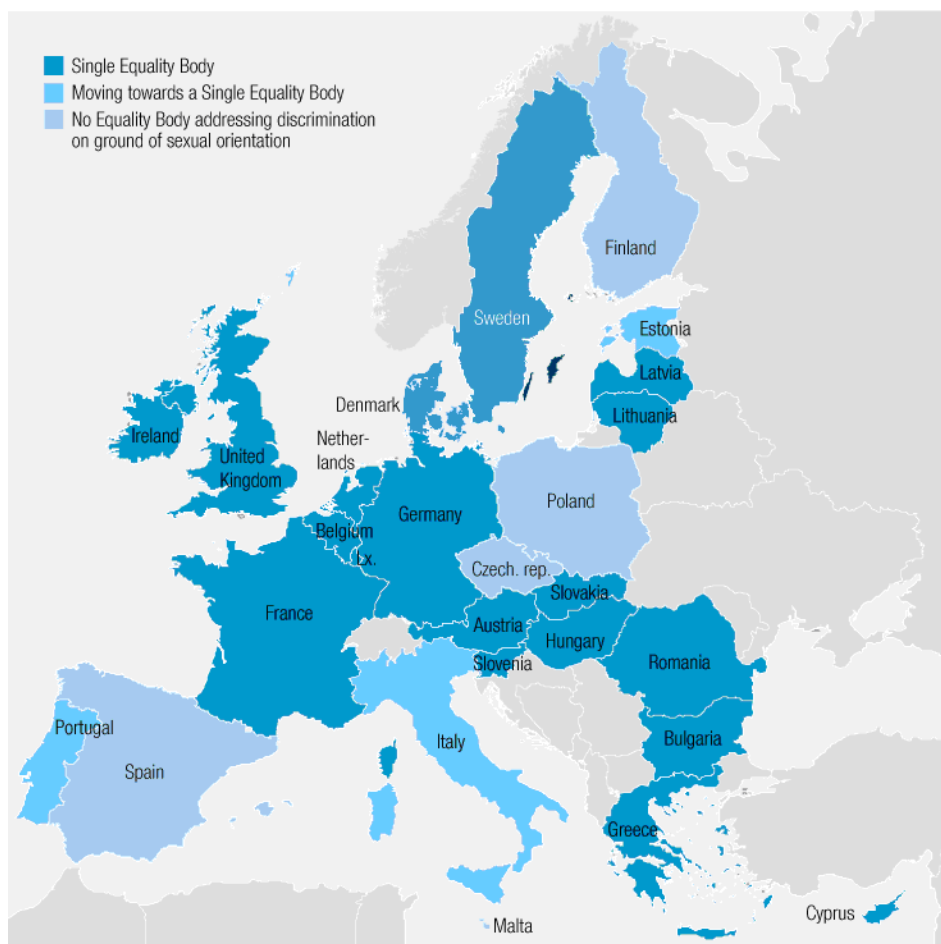 Single Equality Body
Moving towards a Single Equality Body
No Equality Body addressing discrimination
on ground of sexual orientation
Finland
Sweden
Estonia
Latvia
Denmark
Lithuania
Ireland
Nether-
lands
United
Kingdom
Poland
Germany
Belgium
Lx.
Czech. rep.
Slovakia
France
Austria
Hungary
Slovenia
Romania
Portugal
Bulgaria
Italy
Spain
Greece
Cyprus
Malta